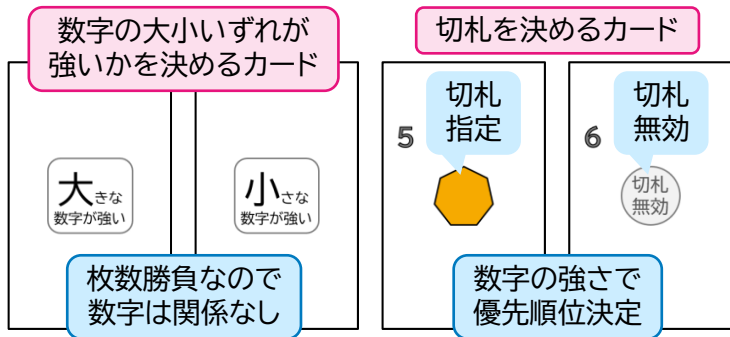 数字の大小いずれが
強いかを決めるカード
大きな
数字が強い
小さな
数字が強い
枚数勝負なので
数字は関係なし
切札を決めるカード
5
切札
指定
6
切札
無効
切札
無効
数字の強さで
優先順位決定